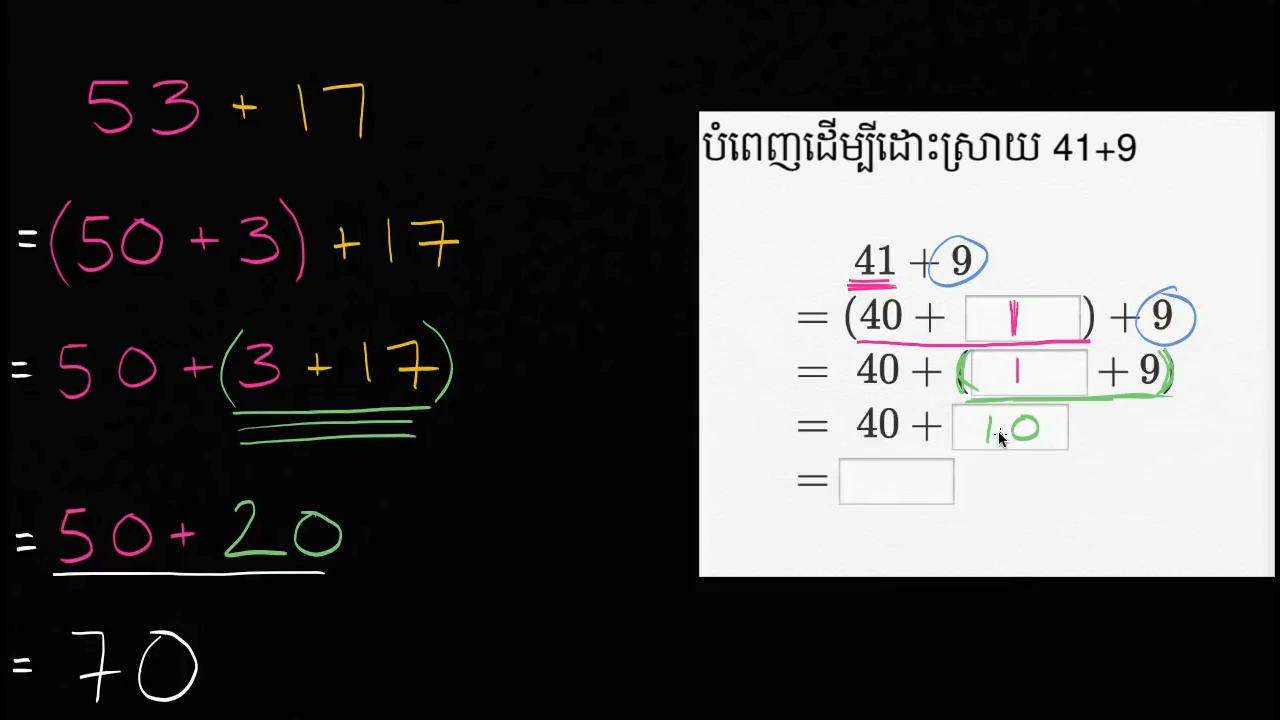 53 + 17
= (50 + 3) + 17
= 50 + (3 + 17)
= 50 + 20
= 70
បំពេញដើម្បីដោះស្រាយ 41+9
41 + 9
= (40 + 1) + 9
= 40 + (1 + 9)
= 40 + 10
=